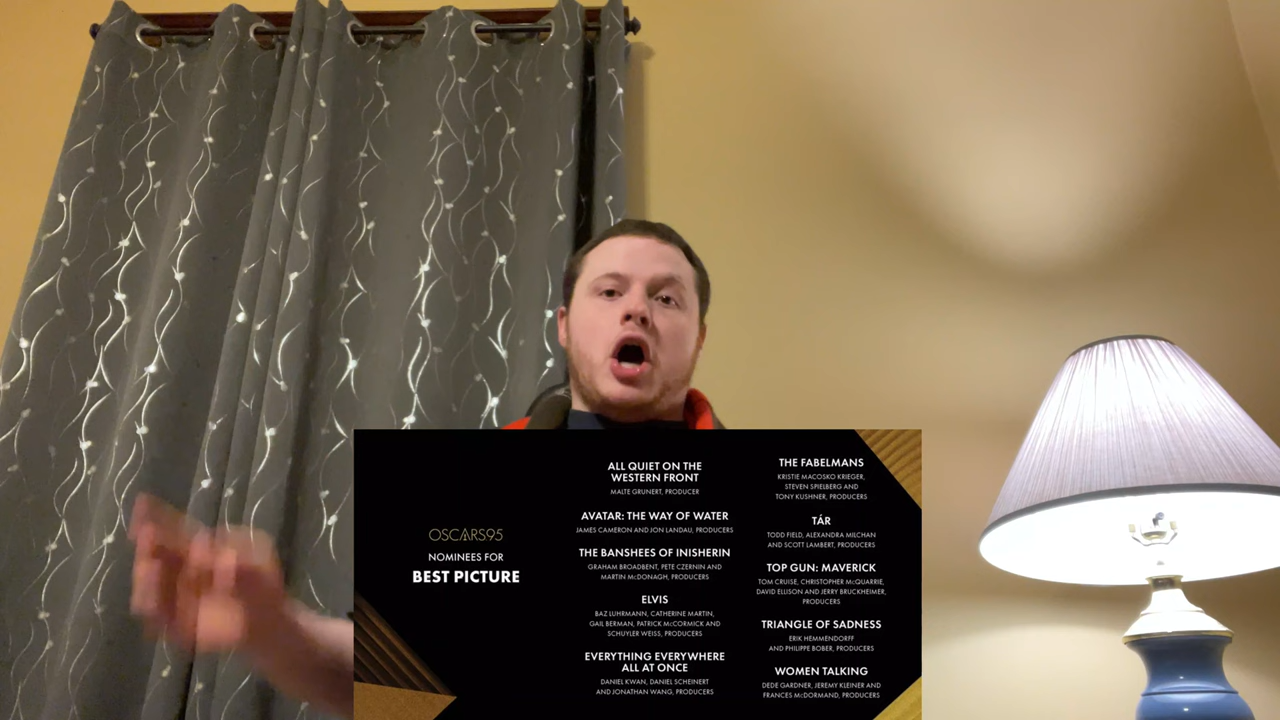 OSCARS95
NOMINEES FOR
BEST PICTURE
ALL QUIET ON THE
WESTERN FRONT
MALTE GRUNERT, PRODUCER
AVATAR: THE WAY OF WATER
JAMES CAMERON AND JON LANDAU, PRODUCERS
THE BANSHEES OF INISHERIN
GRAHAM BROADBENT, PETE CZERNIN AND
MARTIN McDONAGH, PRODUCERS
ELVIS
BAZ LUHRMANN, CATHERINE MARTIN,
GAIL BERMAN, PATRICK McCORMICK AND
SCHUYLER WEISS, PRODUCERS
EVERYTHING EVERYWHERE
ALL AT ONCE
DANIEL KWAN, DANIEL SCHEINERT
AND JONATHAN WANG, PRODUCERS
THE FABELMANS
KRISTIE MACOSKO KRIEGER,
STEVEN SPIELBERG AND
TONY KUSHNER, PRODUCERS
TÁR
TODD FIELD, ALEXANDRA MILCHAN
AND SCOTT LAMBERT, PRODUCERS
TOP GUN: MAVERICK
TOM CRUISE, CHRISTOPHER McQUARRIE,
DAVID ELLISON AND JERRY BRUCKHEIMER,
PRODUCERS
TRIANGLE OF SADNESS
ERIK HEMMENDORFF
AND PHILIPPE BOBER, PRODUCERS
WOMEN TALKING
DEDE GARDNER, JEREMY KLEINER AND
FRANCES McDORMAND, PRODUCERS